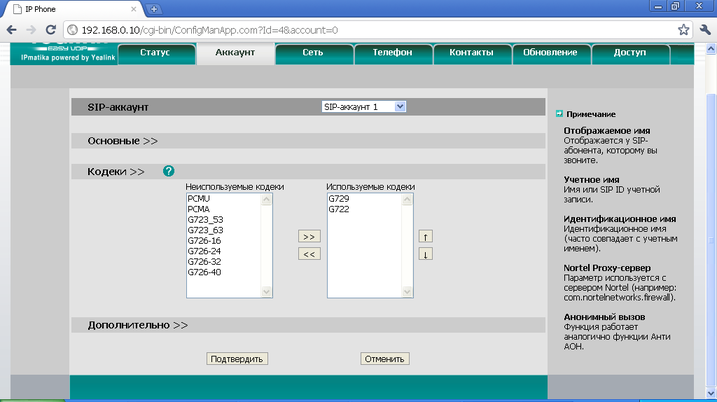 IP Phone
192.168.0.10/cgi-bin/ConfigManApp.com?Id=4&account=0
EASY VOIP
IPmatika powered by Yealink
Статус Аккаунт Сеть Телефон Контакты Обновление Доступ
SIP-аккаунт SIP-аккаунт 1
Основные >>
Кодеки >> ?
Неиспользуемые кодеки Используемые кодеки
PCMU G729
PCMA G722
G723_53
G723_63
G726-16
G726-24
G726-32
G726-40
>> ↑
<< ↓
Дополнительно >>
Подтвердить Отменить
Примечание
Отображаемое имя
Отображается у SIP-
абонента, которому вы
звоните.
Учетное имя
Имя или SIP ID учетной
записи.
Идентификационное имя
Идентификационное имя
(часто совпадает с учетным
именем).
Nortel Proxy-сервер
Параметр используется с
сервером Nortel (например:
com.nortelnetworks.firewall).
Анонимный вызов
Функция работает
аналогично функции Анти
АОН.